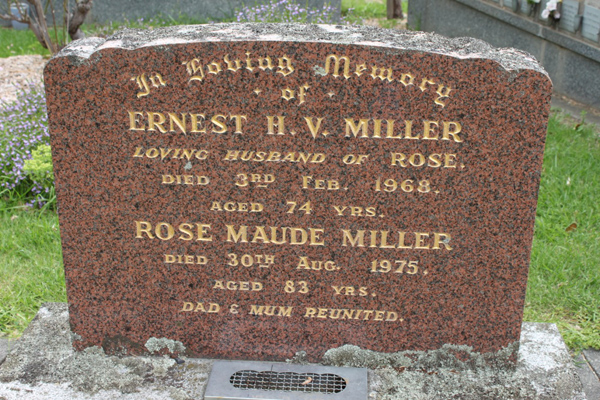 In Loving Memory
· of ·
ERNEST H. V. MILLER
LOVING HUSBAND OF ROSE.
DIED 3RD FEB. 1968.
AGED 74 YRS.
ROSE MAUDE MILLER
DIED 30TH AUG. 1975.
AGED 83 YRS.
DAD & MUM REUNITED.